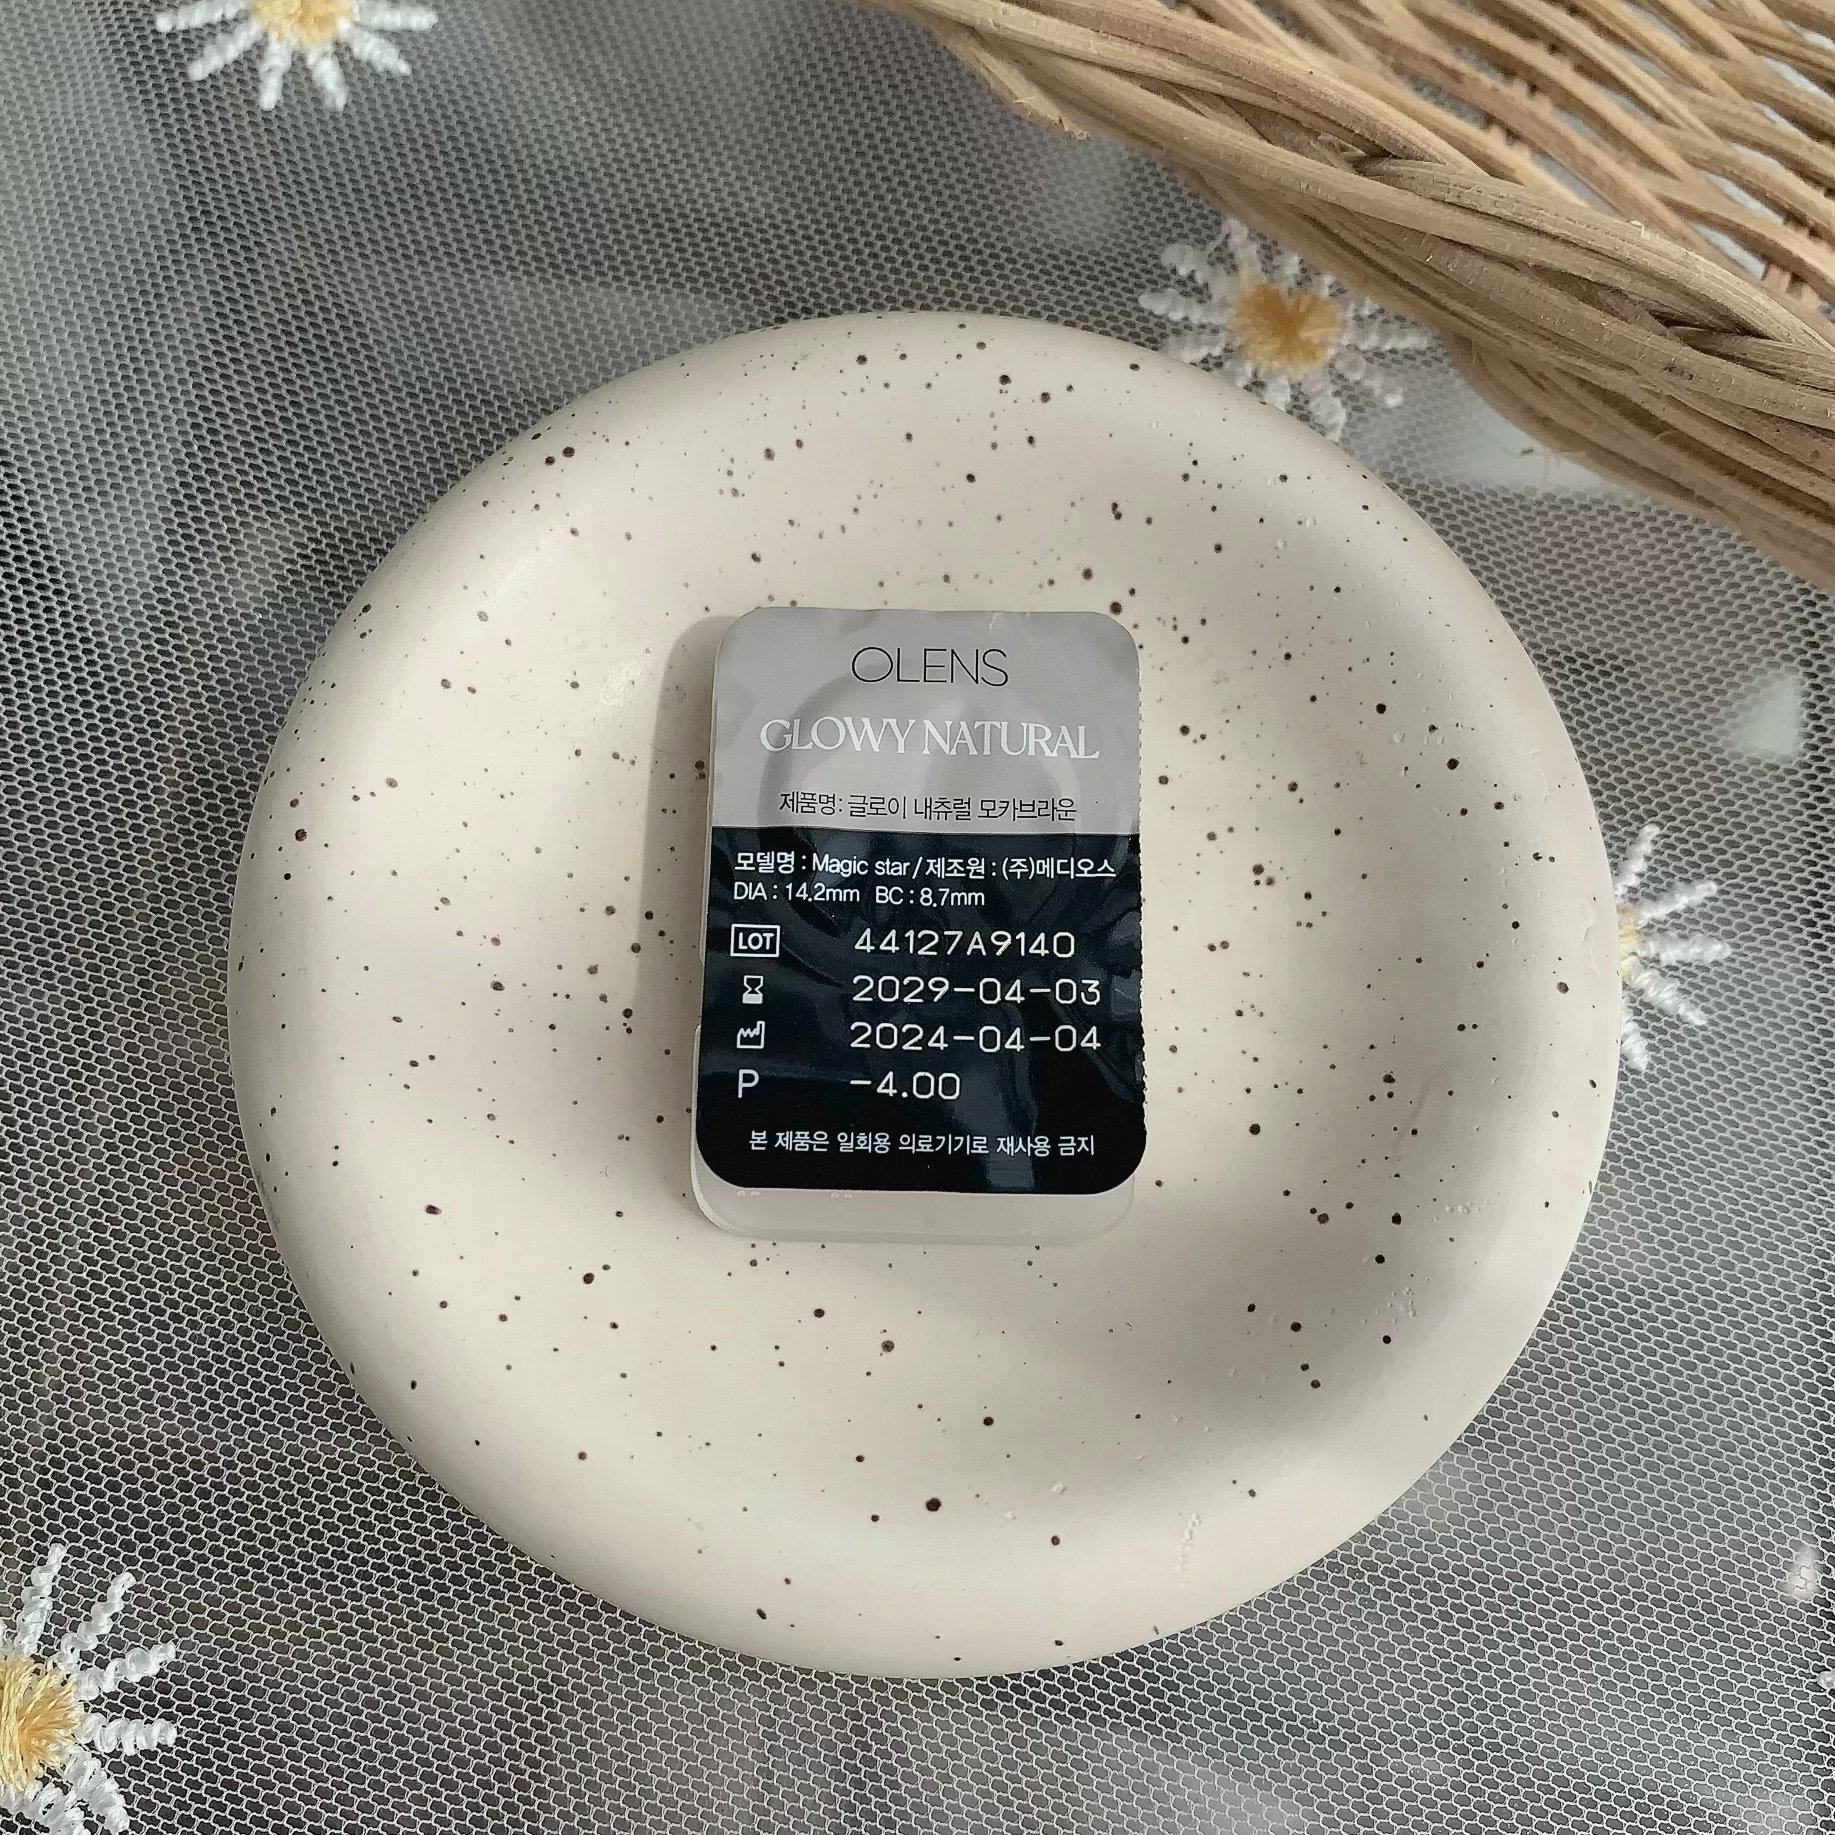 OLENS
GLOWY NATURAL
제품명: 글로이 내츄럴 모카브라운
모델명 : Magic star / 제조원 : (주)메디오스
DIA : 14.2mm BC : 8.7mm
LOT 44127A9140
2029-04-03
2024-04-04
P -4.00
본 제품은 일회용 의료기기로 재사용 금지